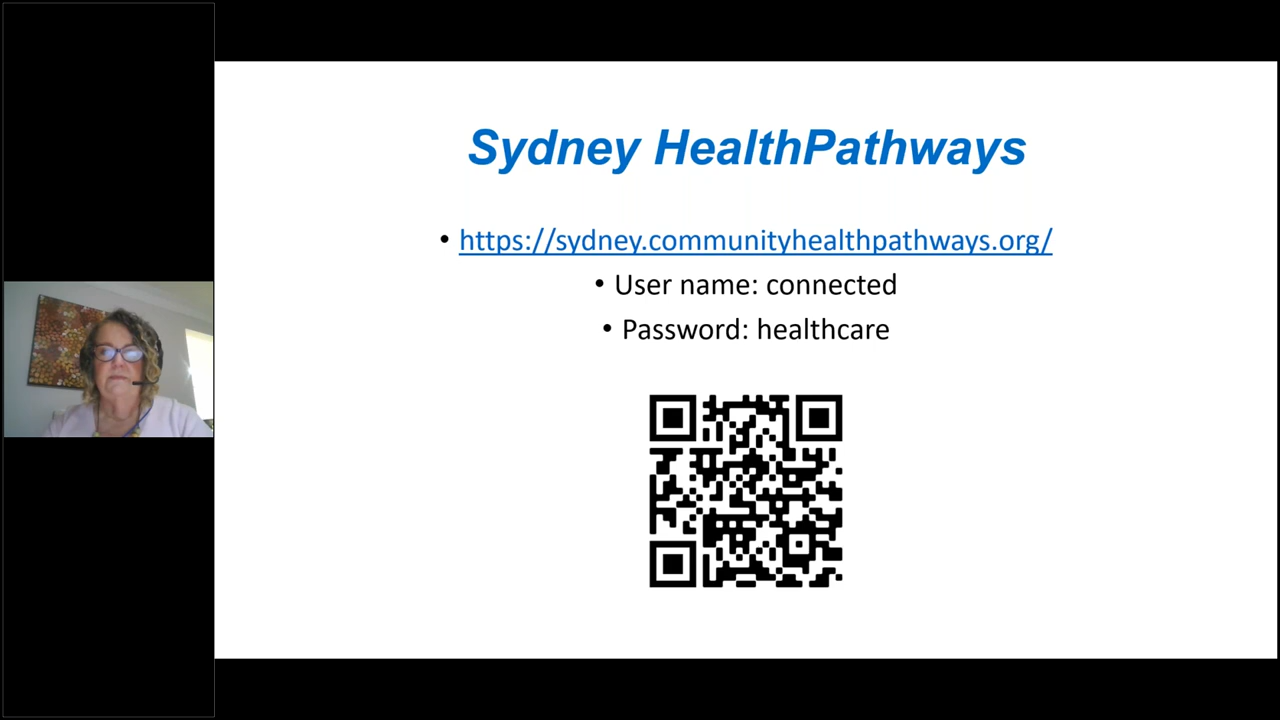 Sydney HealthPathways
• https://sydney.communityhealthpathways.org/
• User name: connected
• Password: healthcare